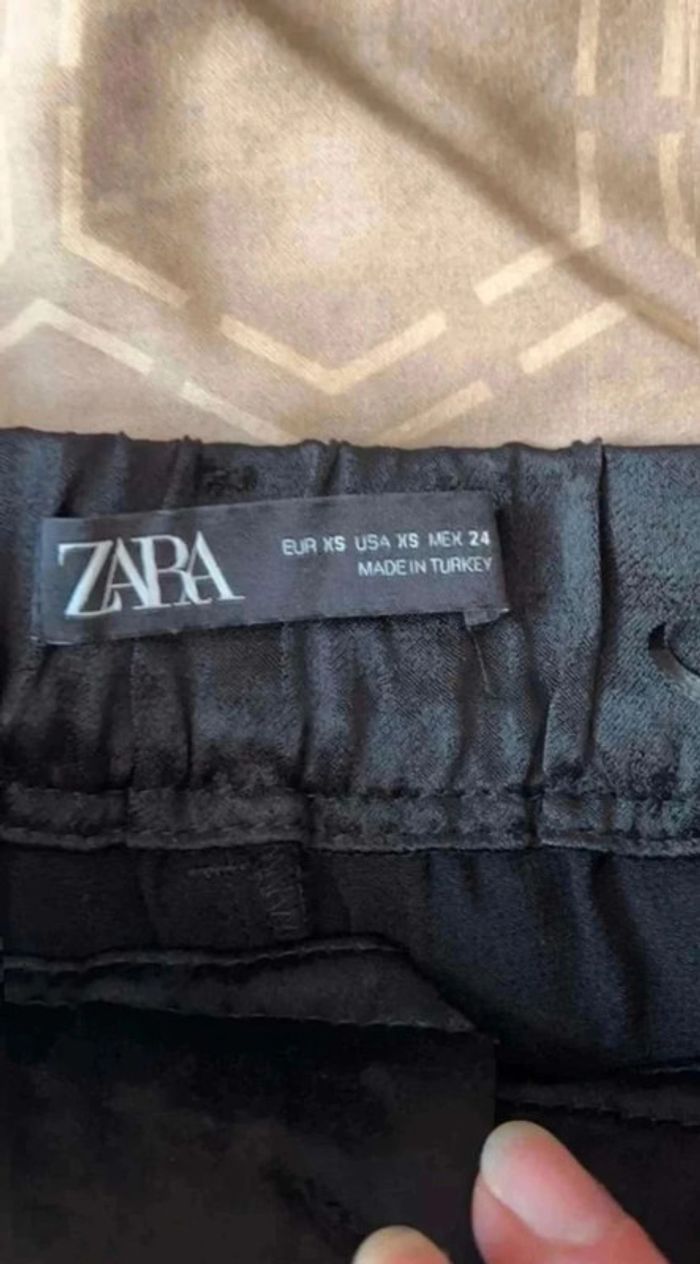 ZARA
EUR XS USA XS MEX 24
MADE IN TURKEY